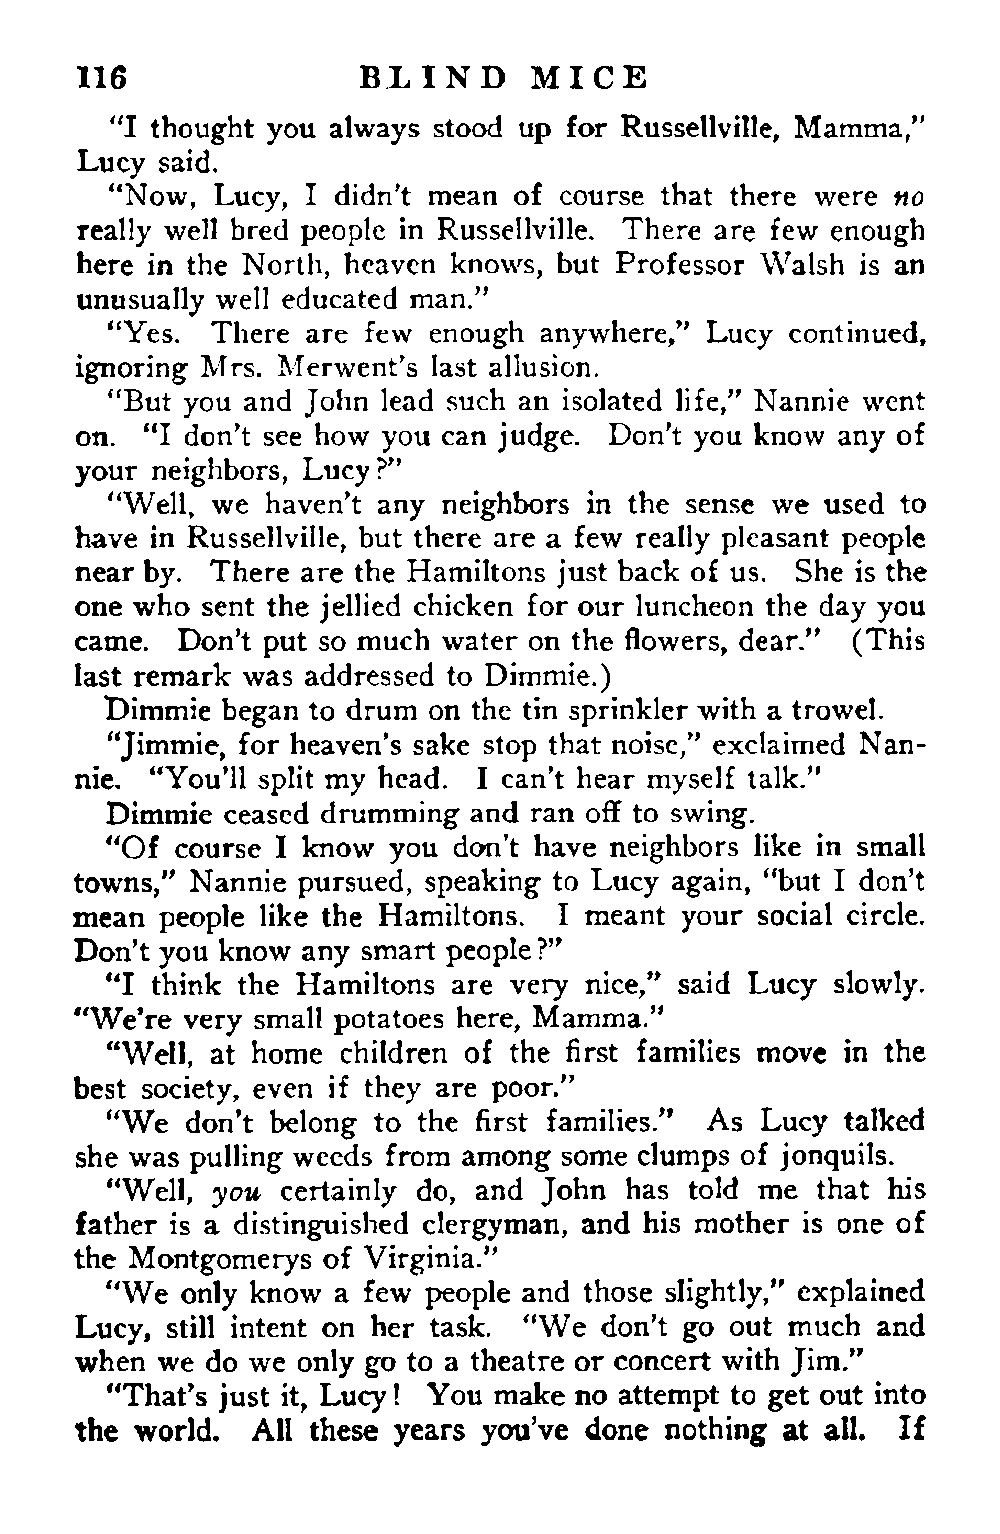 116 BLIND MICE
"I thought you always stood up for Russellville, Mamma,"
Lucy said.
"Now, Lucy, I didn't mean of course that there were no
really well bred people in Russellville. There are few enough
here in the North, heaven knows, but Professor Walsh is an
unusually well educated man."
"Yes. There are few enough anywhere," Lucy continued,
ignoring Mrs. Merwent's last allusion.
"But you and John lead such an isolated life," Nannie went
on. "I don't see how you can judge. Don't you know any of
your neighbors, Lucy?"
"Well, we haven't any neighbors in the sense we used to
have in Russellville, but there are a few really pleasant people
near by. There are the Hamiltons just back of us. She is the
one who sent the jellied chicken for our luncheon the day you
came. Don't put so much water on the flowers, dear." (This
last remark was addressed to Dimmie.)
Dimmie began to drum on the tin sprinkler with a trowel.
"Jimmie, for heaven's sake stop that noise," exclaimed Nan-
nie. "You'll split my head. I can't hear myself talk."
Dimmie ceased drumming and ran off to swing.
"Of course I know you don't have neighbors like in small
towns," Nannie pursued, speaking to Lucy again, "but I don't
mean people like the Hamiltons. I meant your social circle.
Don't you know any smart people?"
"I think the Hamiltons are very nice," said Lucy slowly.
"We're very small potatoes here, Mamma."
"Well, at home children of the first families move in the
best society, even if they are poor."
"We don't belong to the first families." As Lucy talked
she was pulling weeds from among some clumps of jonquils.
"Well, you certainly do, and John has told me that his
father is a distinguished clergyman, and his mother is one of
the Montgomerys of Virginia."
"We only know a few people and those slightly," explained
Lucy, still intent on her task. "We don't go out much and
when we do we only go to a theatre or concert with Jim."
"That's just it, Lucy! You make no attempt to get out into
the world. All these years you've done nothing at all. If